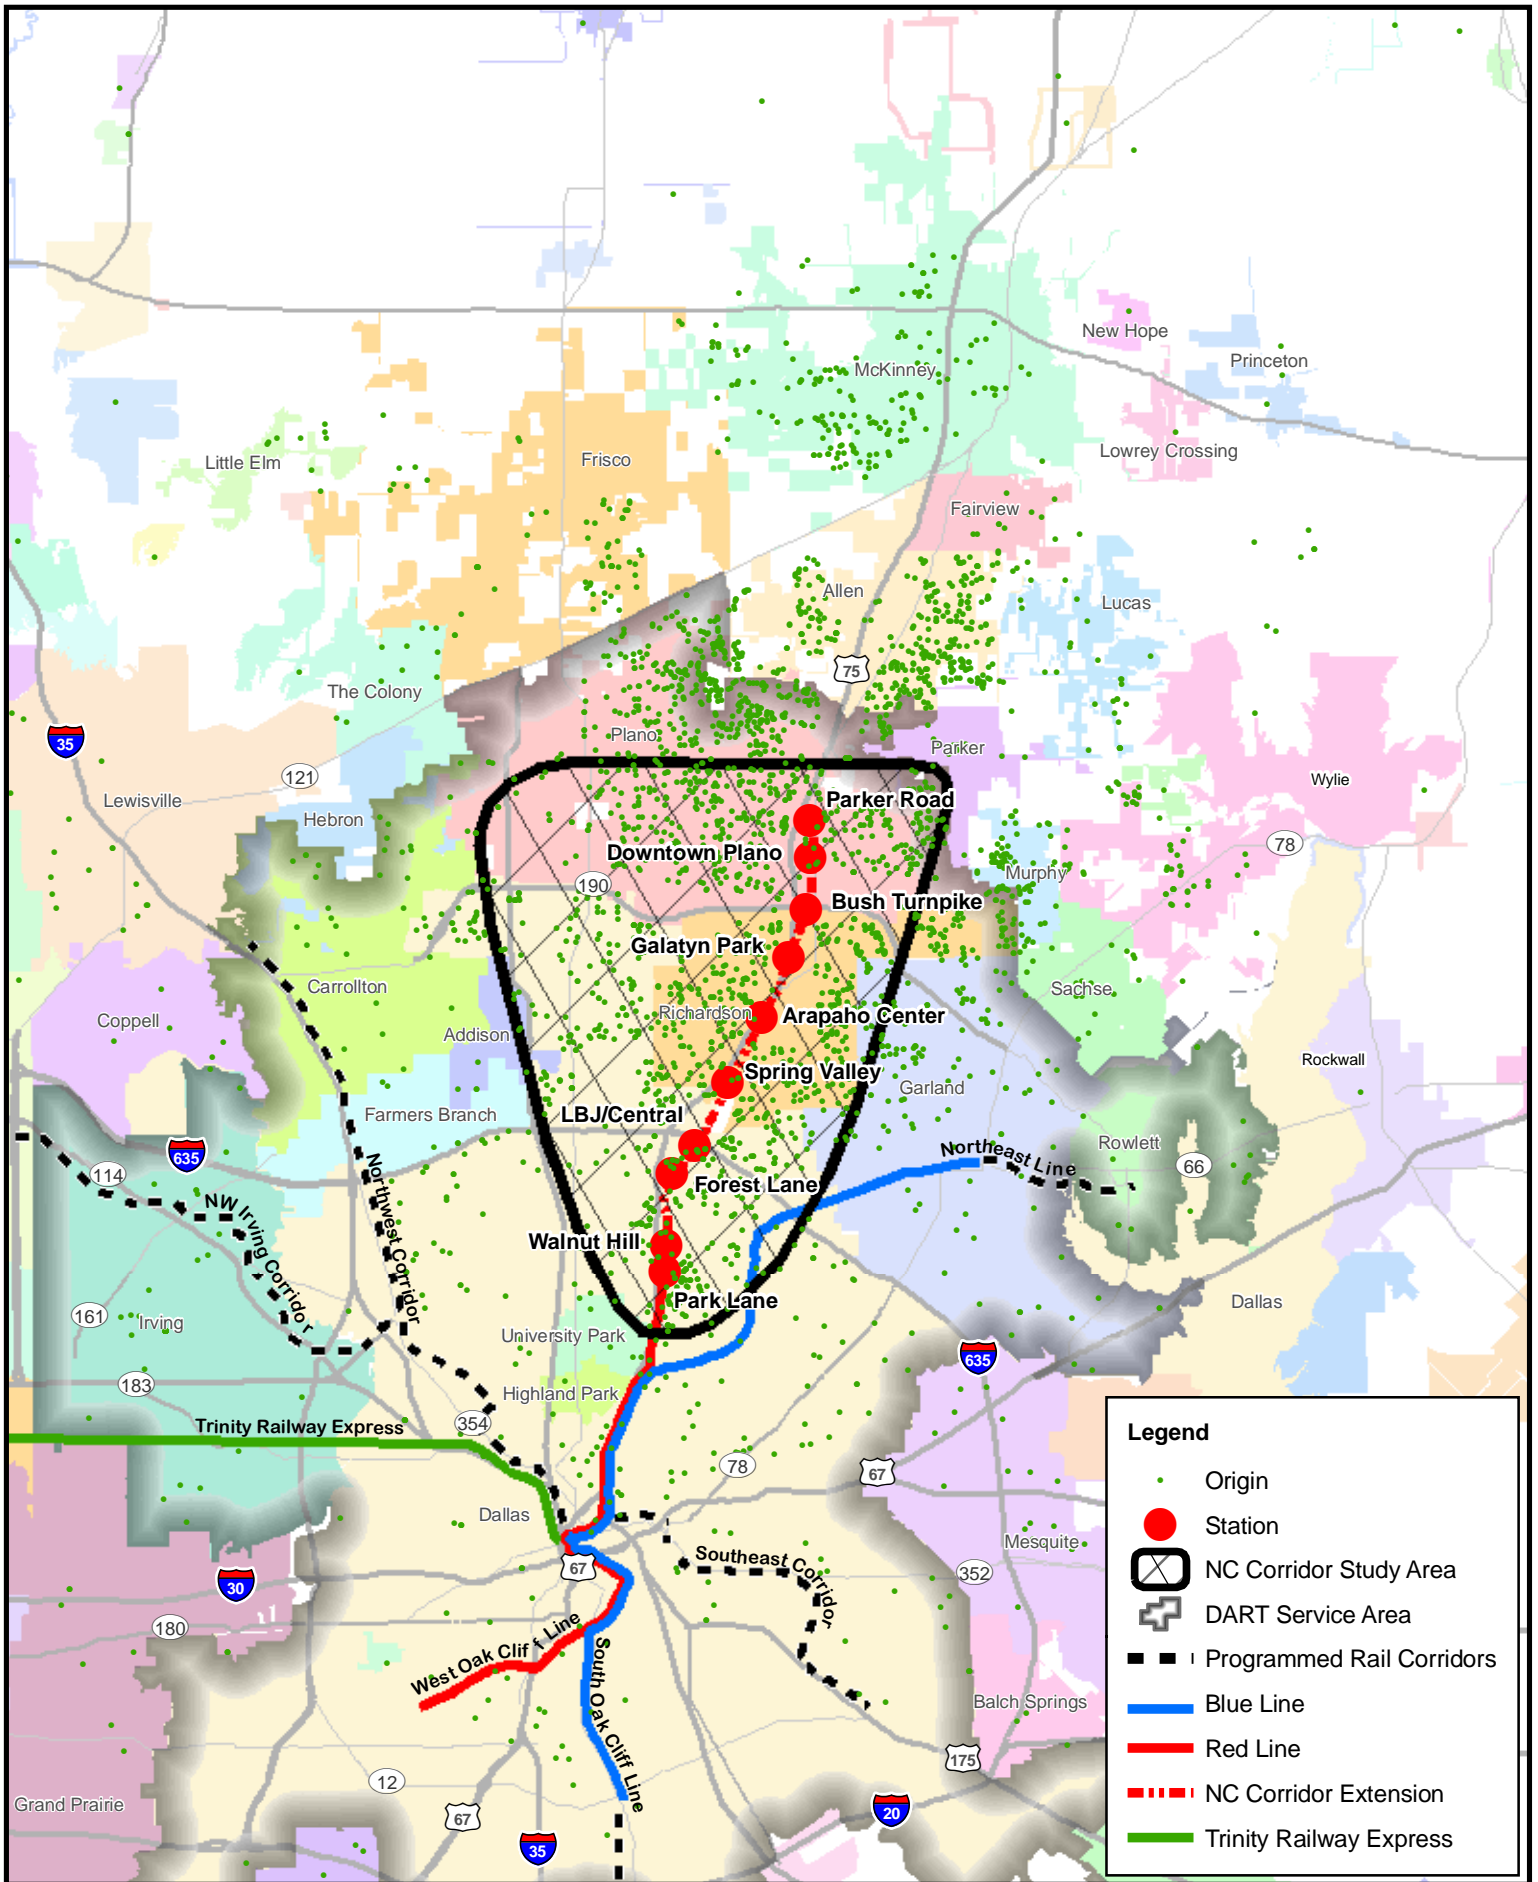 New Hope
Princeton
McKinney
Lowrey Crossing
Little Elm
Frisco
Fairview
Allen
Lucas
75
The Colony
Plano
Parker
35
121
Wylie
Lewisville
Hebron
Parker Road
Downtown Plano
78
Murphy
190
Bush Turnpike
Galatyn Park
Carrollton
Sachse
Richardson
Arapaho Center
Coppell
Addison
Rockwall
Spring Valley
Garland
Farmers Branch
LBJ/Central
635
Northeast Line
Rowlett
66
114
Forest Lane
NW Irving Corridor
Northwest Corridor
Walnut Hill
Park Lane
Dallas
161
Irving
University Park
635
183
Highland Park
Trinity Railway Express
354
78
67
Dallas
Mesquite
Southeast Corridor
67
352
30
180
West Oak Cliff Line
South Oak Cliff Line
Balch Springs
175
12
Grand Prairie
67
20
35
Legend
Origin
Station
NC Corridor Study Area
DART Service Area
Programmed Rail Corridors
Blue Line
Red Line
NC Corridor Extension
Trinity Railway Express